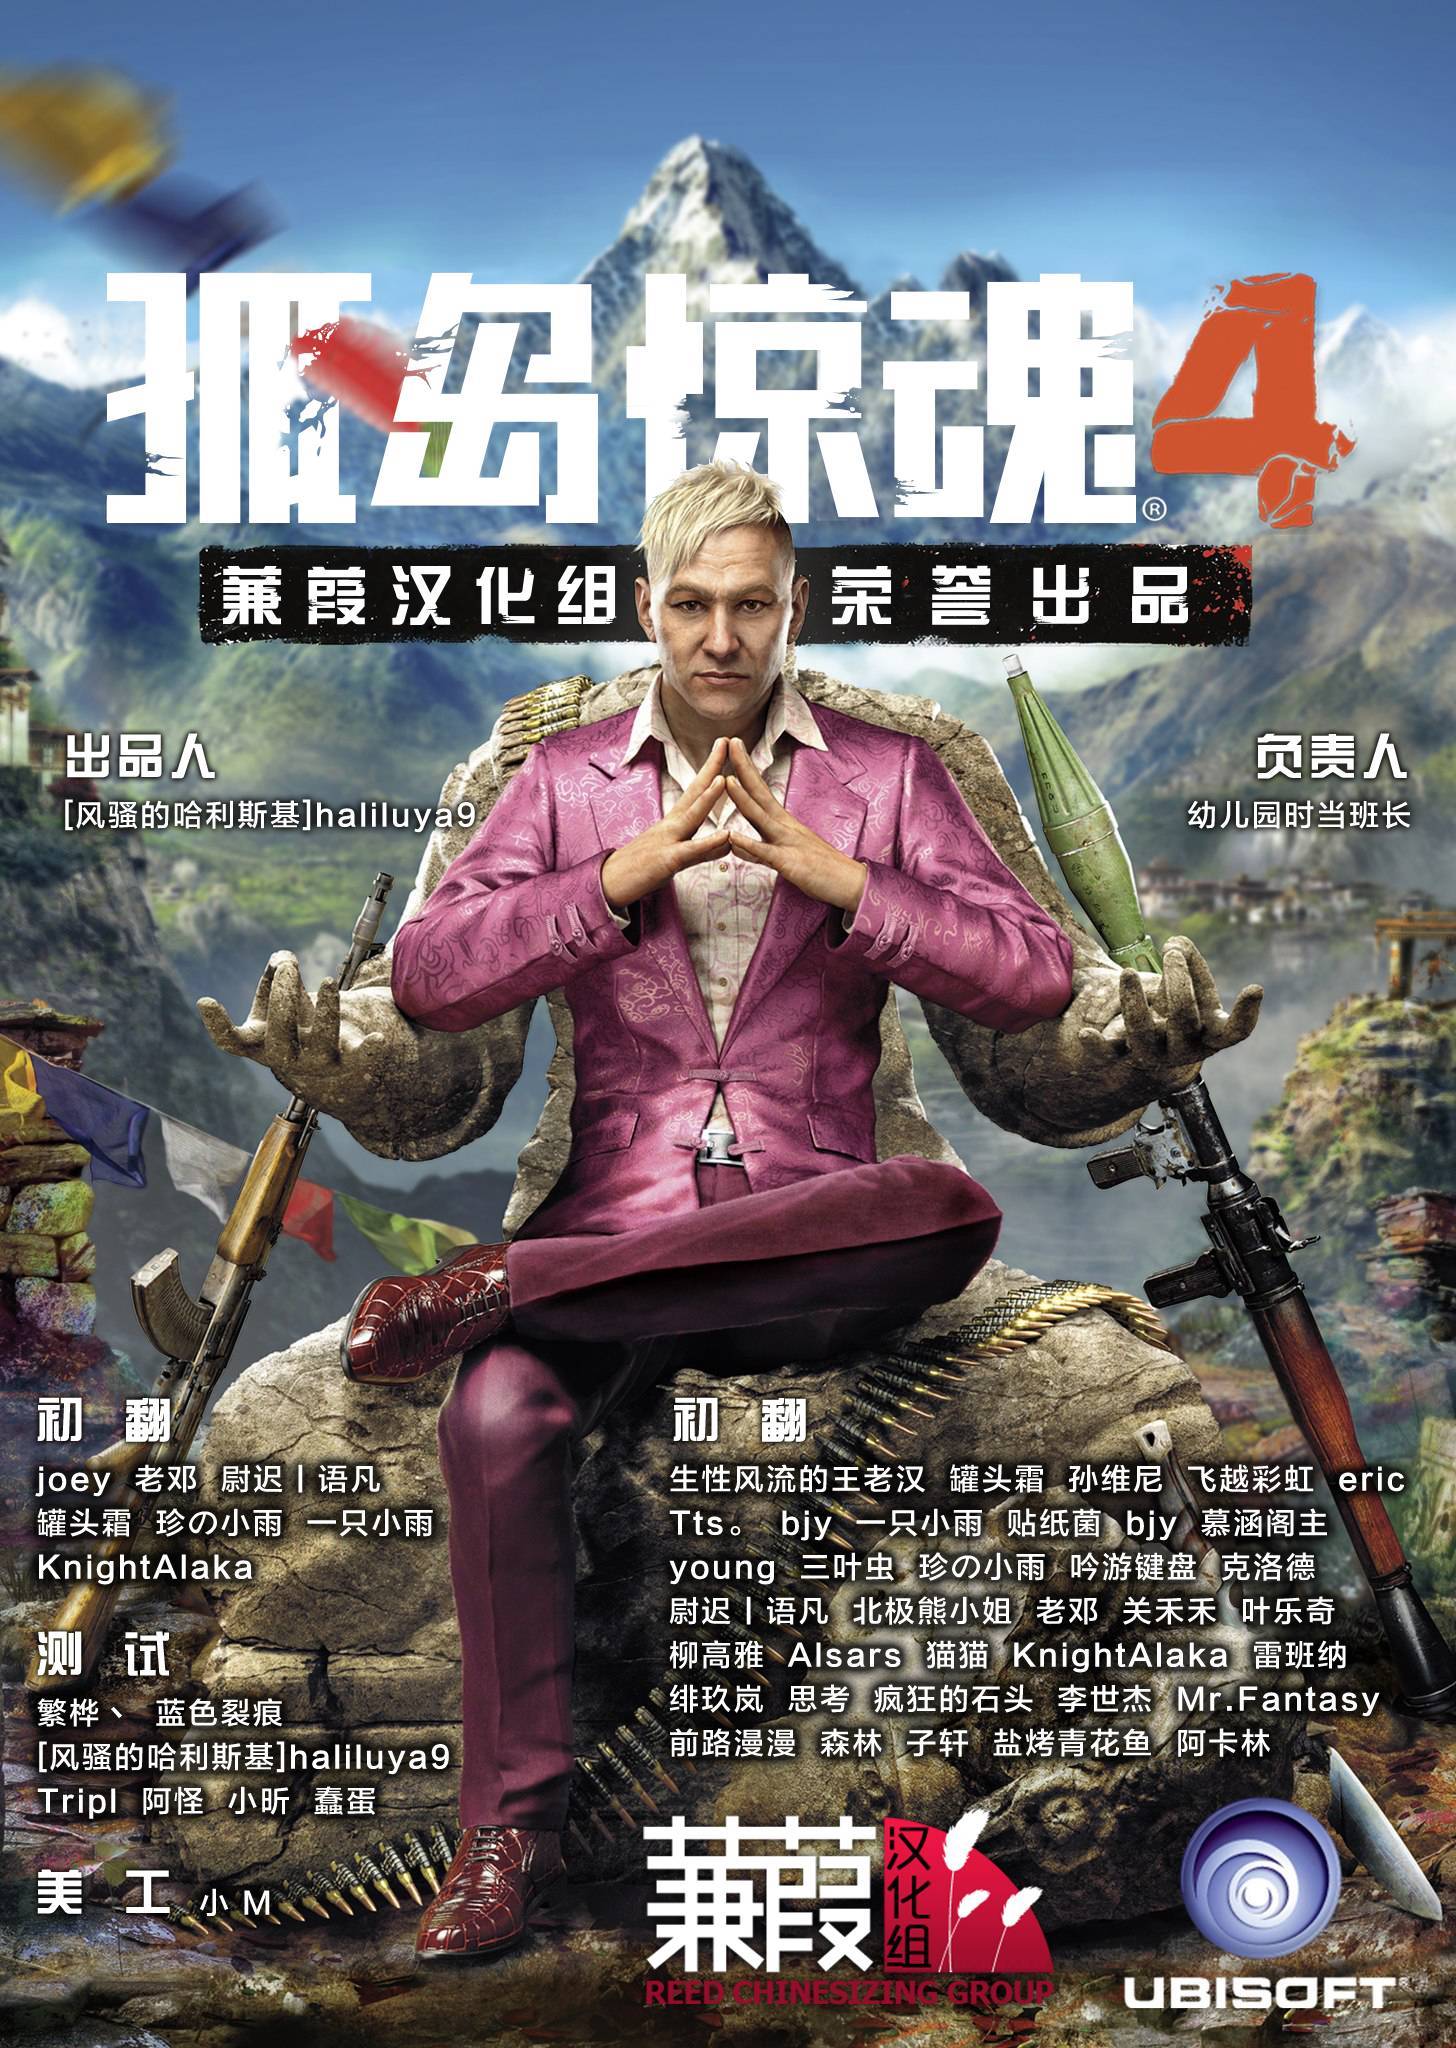 孤岛惊魂4
®
蒹葭汉化组 荣誉出品
出品人
[风骚的哈利斯基]haliluya9
负责人
幼儿园时当班长
初 翻
joey 老邓 尉迟丨语凡
罐头霜 珍の小雨 一只小雨
KnightAlaka
测 试
繁桦丶 蓝色裂痕
[风骚的哈利斯基]haliluya9
Tripl 阿怪 小昕 蠢蛋
美 工 小 M
初 翻
生性风流的王老汉 罐头霜 孙维尼 飞越彩虹 eric
Tts。 bjy 一只小雨 贴纸菌 bjy 慕涵阁主
young 三叶虫 珍の小雨 吟游键盘 克洛德
尉迟丨语凡 北极熊小姐 老邓 关禾禾 叶乐奇
柳高雅 Alsars 猫猫 KnightAlaka 雷班纳
绯玖岚 思考 疯狂的石头 李世杰 Mr.Fantasy
前路漫漫 森林 子轩 盐烤青花鱼 阿卡林
蒹葭汉化组
REED CHINESIZING GROUP
UBISOFT